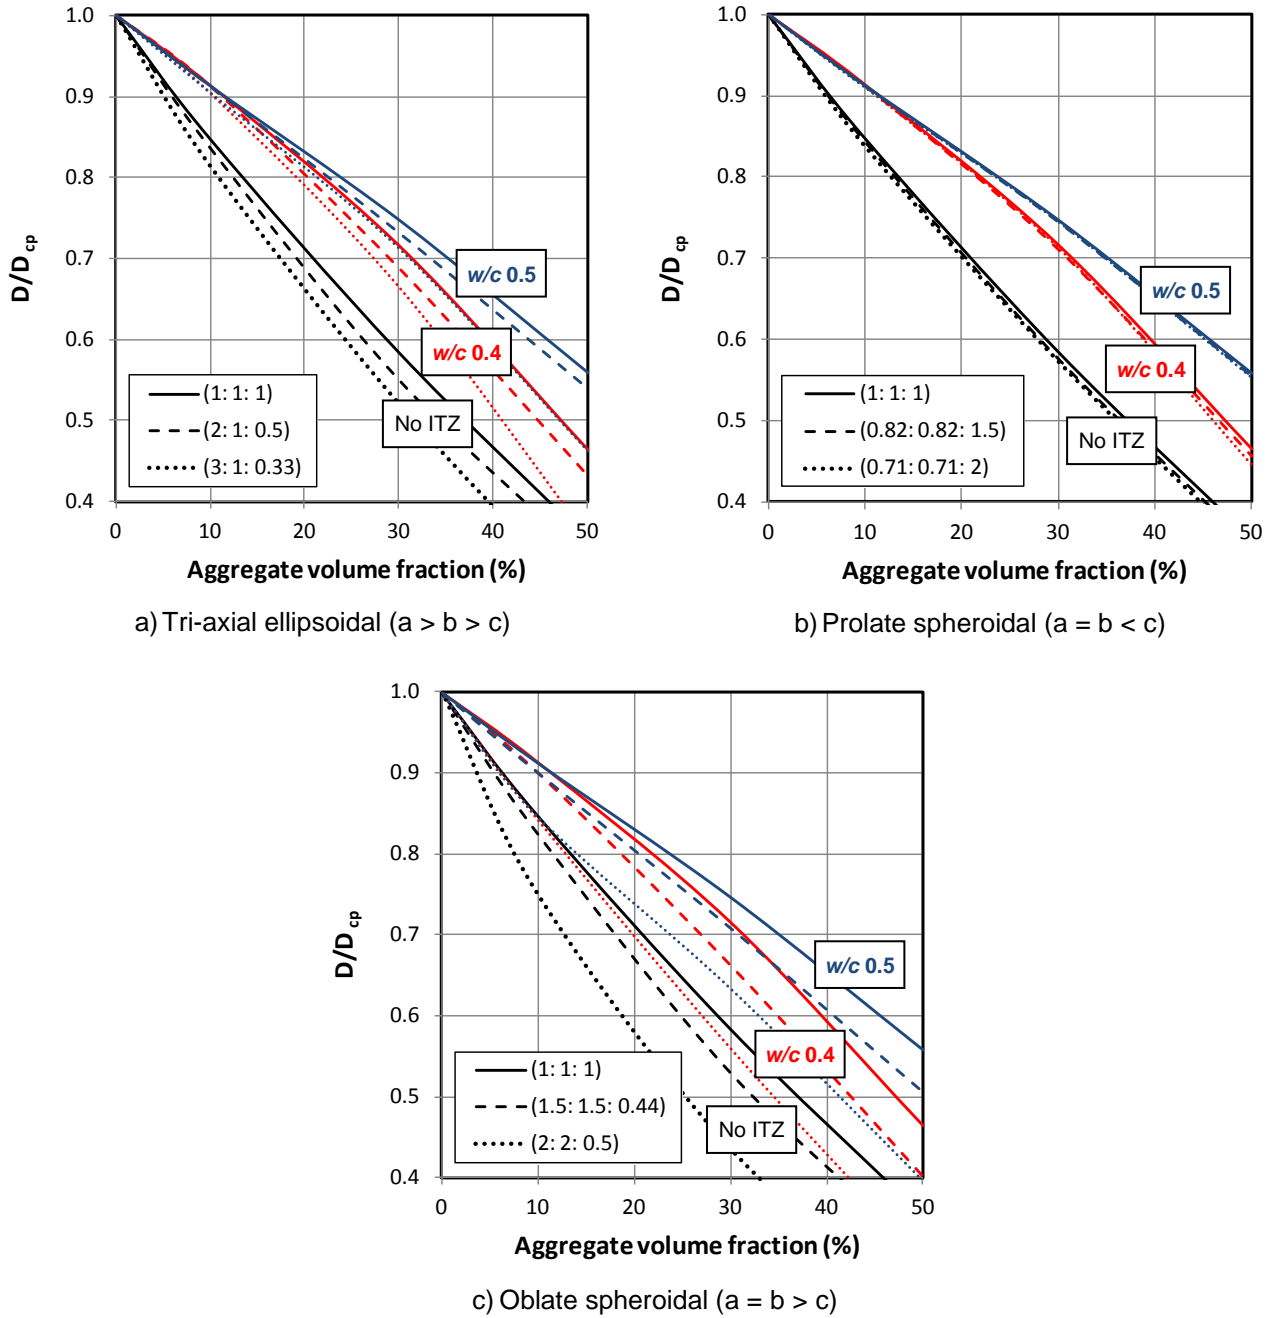 1.0
0.9
0.8
0.7
0.6
0.5
0.4
D/Dcp
w/c 0.5
w/c 0.4
No ITZ
(1: 1: 1)
(2: 1: 0.5)
(3: 1: 0.33)
0 10 20 30 40 50
Aggregate volume fraction (%)
a) Tri-axial ellipsoidal (a > b > c)
1.0
0.9
0.8
0.7
0.6
0.5
0.4
D/Dcp
w/c 0.5
w/c 0.4
No ITZ
(1: 1: 1)
(0.82: 0.82: 1.5)
(0.71: 0.71: 2)
0 10 20 30 40 50
Aggregate volume fraction (%)
b) Prolate spheroidal (a = b < c)
1.0
0.9
0.8
0.7
0.6
0.5
0.4
D/Dcp
w/c 0.5
w/c 0.4
No ITZ
(1: 1: 1)
(1.5: 1.5: 0.44)
(2: 2: 0.5)
0 10 20 30 40 50
Aggregate volume fraction (%)
c) Oblate spheroidal (a = b > c)